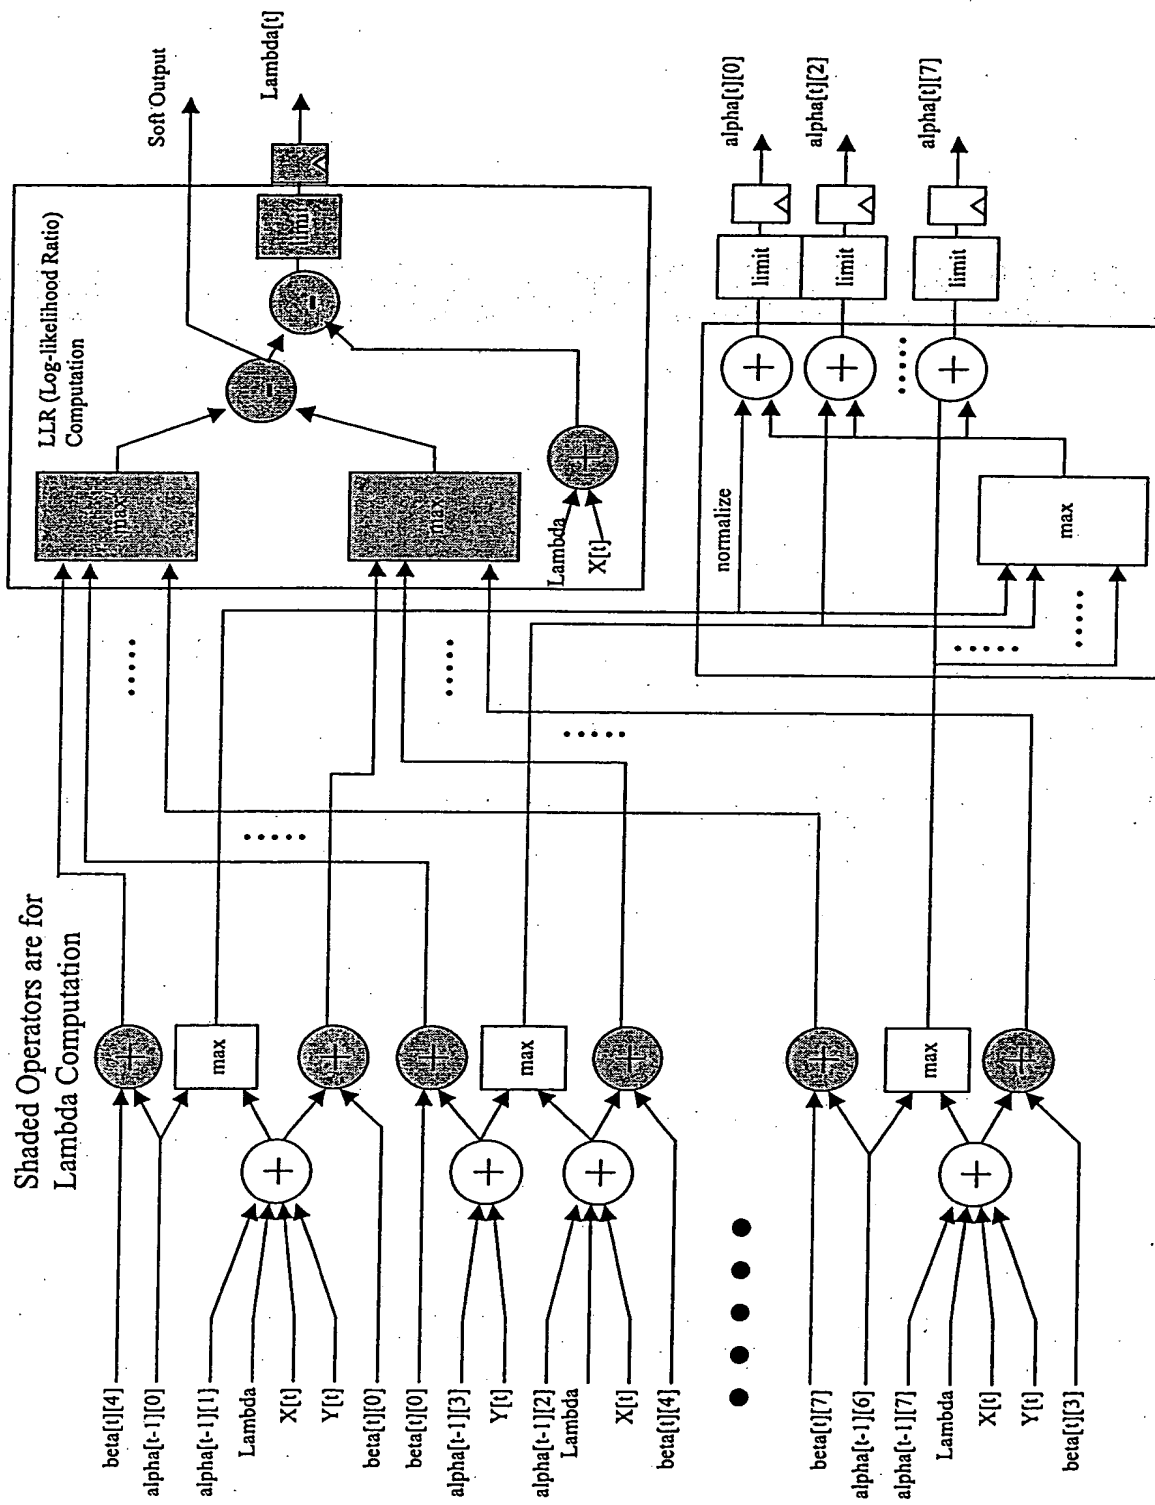 Shaded Operators are for
Lambda Computation
beta[t][4]
alpha[t-1][0]
alpha[t-1][1]
Lambda
X[t]
Y[t]
beta[t][0]
beta[t][0]
alpha[t-1][3]
Y[t]
alpha[t-1][2]
Lambda
X[t]
beta[t][4]
beta[t][7]
alpha[t-1][6]
alpha[t-1][7]
Lambda
X[t]
Y[t]
beta[t][3]
+
max
+
+
+
max
+
+
+
+
max
+
+
LLR (Log-likelihood Ratio)
Computation
max
max
-
-
limit
Lambda
X[t]
+
Soft Output
Lambda[t]
normalize
max
+
+
+
limit
limit
limit
alpha[t][0]
alpha[t][2]
alpha[t][7]